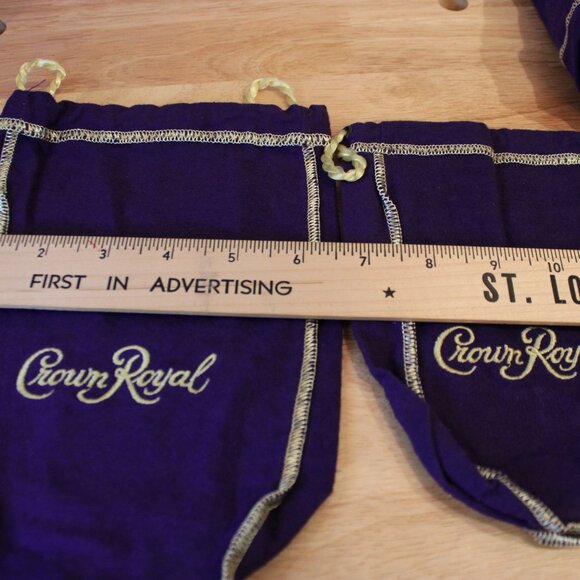 2 3 4 5 6 7 8 9 10
FIRST IN ADVERTISING ★ ST. LO
Crown Royal
Crown Roy